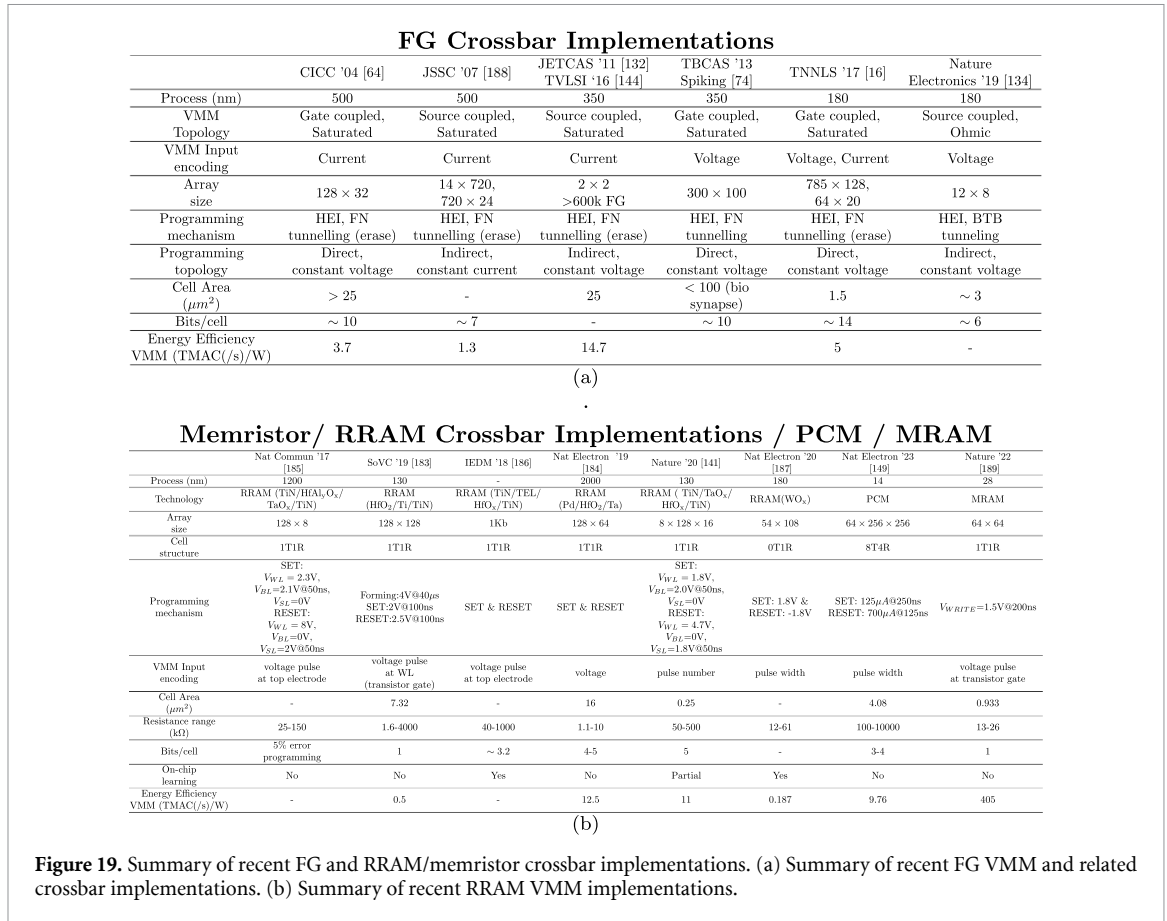 FG Crossbar Implementations
CICC '04 [64] JSSC '07 [188] JETCAS '11 [132] TVLSI '16 [144] TBCAS '13 Spiking [74] TNNLS '17 [16] Nature Electronics '19 [134]
Process (nm) 500 500 350 350 180 180
VMM Topology Gate coupled, Saturated Source coupled, Saturated Source coupled, Saturated Gate coupled, Saturated Gate coupled, Saturated Source coupled, Ohmic
VMM Input encoding Current Current Current Voltage Voltage, Current Voltage
Array size 128 × 32 14 × 720, 720 × 24 2 × 2 >600k FG 300 × 100 785 × 128, 64 × 20 12 × 8
Programming mechanism HEI, FN tunnelling (erase) HEI, FN tunnelling (erase) HEI, FN tunnelling (erase) HEI, FN tunnelling HEI, FN tunnelling (erase) HEI, BTB tunneling
Programming topology Direct, constant voltage Indirect, constant current Indirect, constant voltage Direct, constant voltage Direct, constant voltage Indirect, constant voltage
Cell Area (μm²) > 25 - 25 < 100 (bio synapse) 1.5 ∼ 3
Bits/cell ∼ 10 ∼ 7 - ∼ 10 ∼ 14 ∼ 6
Energy Efficiency VMM (TMAC(/s)/W) 3.7 1.3 14.7 5 -
(a)
.
Memristor/ RRAM Crossbar Implementations / PCM / MRAM
Nat Commun '17 [185] SoVC '19 [183] IEDM '18 [186] Nat Electron '19 [184] Nature '20 [141] Nat Electron '20 [187] Nat Electron '23 [149] Nature '22 [189]
Process (nm) 1200 130 - 2000 130 180 14 28
Technology RRAM (TiN/HfAlyOx/ TaOx/TiN) RRAM (HfO2/Ti/TiN) RRAM (TiN/TEL/ HfOx/TiN) RRAM (Pd/HfO2/Ta) RRAM ( TiN/TaOx/ HfOx/TiN) RRAM(WOx) PCM MRAM
Array size 128 × 8 128 × 128 1Kb 128 × 64 8 × 128 × 16 54 × 108 64 × 256 × 256 64 × 64
Cell structure 1T1R 1T1R 1T1R 1T1R 1T1R 0T1R 8T4R 1T1R
Programming mechanism SET: VWL = 2.3V, VBL=2.1V@50ns, VSL=0V RESET: VWL = 8V, VBL=0V, VSL=2V@50ns Forming:4V@40μs SET:2V@100ns RESET:2.5V@100ns SET & RESET SET & RESET SET: VWL = 1.8V, VBL=2.0V@50ns, VSL=0V RESET: VWL = 4.7V, VBL=0V, VSL=1.8V@50ns SET: 1.8V & RESET: -1.8V SET: 125μA@250ns RESET: 700μA@125ns VWRITE=1.5V@200ns
VMM Input encoding voltage pulse at top electrode voltage pulse at WL (transistor gate) voltage pulse at top electrode voltage pulse number pulse width pulse width voltage pulse at transistor gate
Cell Area (μm²) - 7.32 - 16 0.25 - 4.08 0.933
Resistance range (kΩ) 25-150 1.6-4000 40-1000 1.1-10 50-500 12-61 100-10000 13-26
Bits/cell 5% error programming 1 ∼ 3.2 4-5 5 - 3-4 1
On-chip learning No No Yes No Partial Yes No No
Energy Efficiency VMM (TMAC(/s)/W) - 0.5 - 12.5 11 0.187 9.76 405
(b)
Figure 19. Summary of recent FG and RRAM/memristor crossbar implementations. (a) Summary of recent FG VMM and related
crossbar implementations. (b) Summary of recent RRAM VMM implementations.